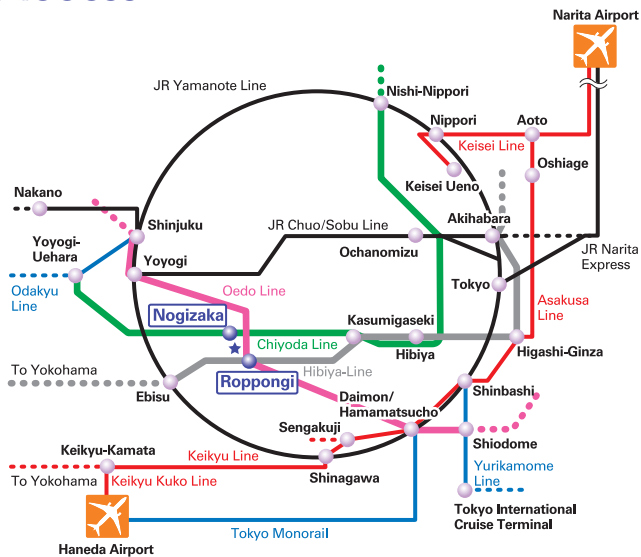 Narita Airport
JR Yamanote Line
Nishi-Nippori
Nippori
Aoto
Keisei Line
Oshiage
Keisei Ueno
Nakano
Akihabara
Shinjuku
JR Chuo/Sobu Line
Yoyogi-
Uehara
Ochanomizu
JR Narita
Express
Yoyogi
Tokyo
Odakyu
Line
Oedo Line
Asakusa
Line
Nogizaka
Kasumigaseki
Chiyoda Line
Hibiya
Higashi-Ginza
To Yokohama
Hibiya-Line
Roppongi
Ebisu
Daimon/
Hamamatsucho
Shinbashi
Sengakuji
Shiodome
Keikyu-Kamata
Keikyu Line
To Yokohama
Keikyu Kuko Line
Shinagawa
Yurikamome
Line
Tokyo International
Cruise Terminal
Tokyo Monorail
Haneda Airport